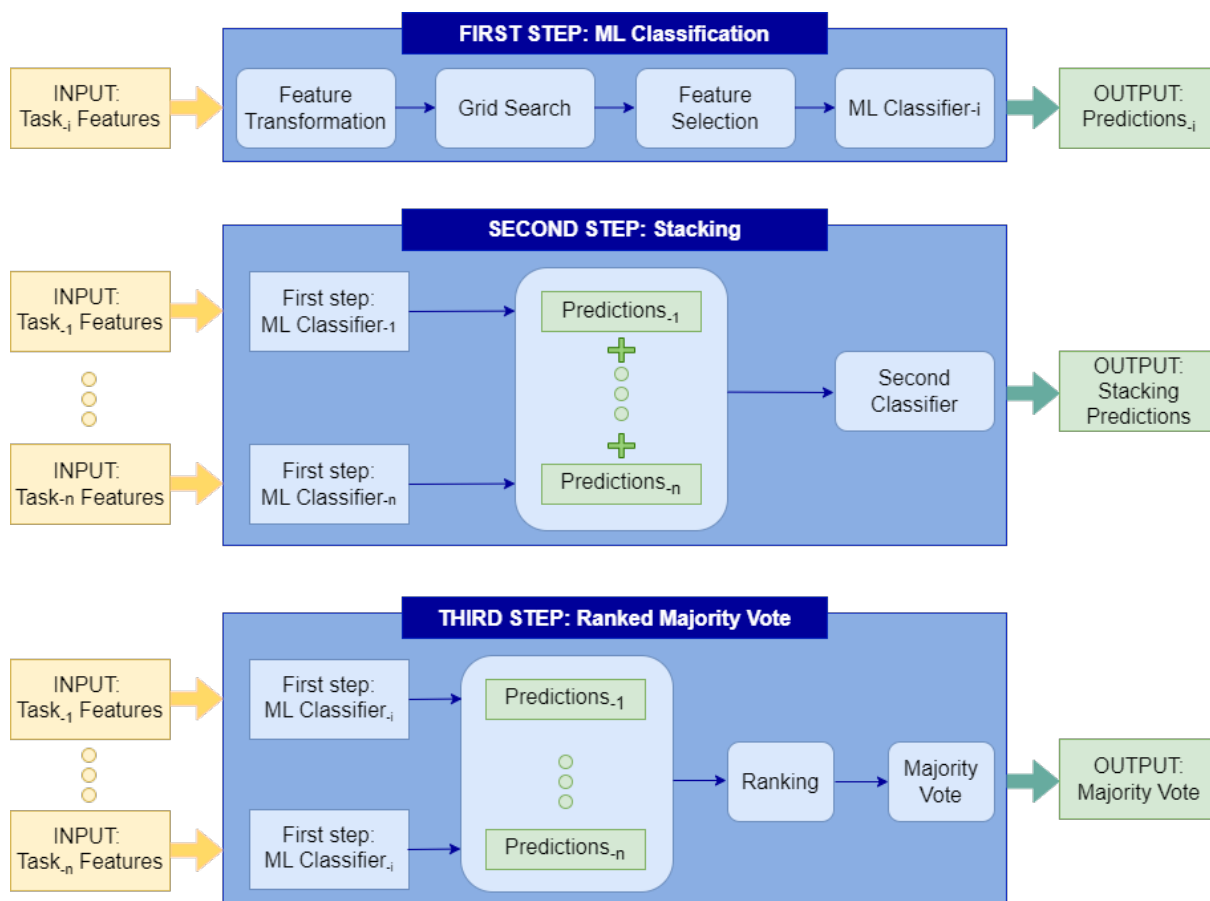 FIRST STEP: ML Classification
INPUT:
Task-i Features
Feature
Transformation
Grid Search
Feature
Selection
ML Classifier-i
OUTPUT:
Predictions-i
SECOND STEP: Stacking
INPUT:
Task-1 Features
First step:
ML Classifier-1
Predictions-1
INPUT:
Task-n Features
First step:
ML Classifier-n
Predictions-n
Second
Classifier
OUTPUT:
Stacking
Predictions
THIRD STEP: Ranked Majority Vote
INPUT:
Task-1 Features
First step:
ML Classifier-i
Predictions-1
INPUT:
Task-n Features
First step:
ML Classifier-i
Predictions-n
Ranking
Majority
Vote
OUTPUT:
Majority Vote